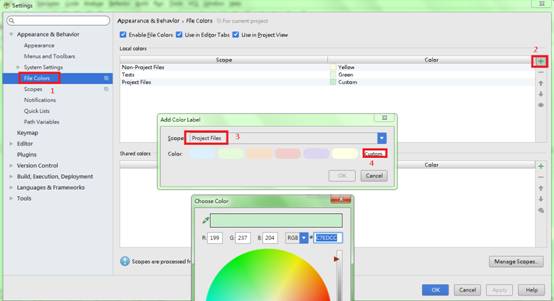 Settings
Appearance & Behavior
Appearance
Menus and Toolbars
System Settings
File Colors
Scopes
1
Notifications
Quick Lists
Path Variables
Keymap
Editor
Plugins
Version Control
Build, Execution, Deployment
Languages & Frameworks
Tools
Appearance & Behavior › File Colors For current project
Enable File Colors Use in Editor Tabs Use in Project View
2
Local colors
Scope Color
Non-Project Files Yellow
Tests Green
Project Files Custom
Add Color Label
Scope: Project Files 3
Color: Custom
4
OK Cancel
Shared colors
Color
Choose Color
R: 199 G: 237 B: 204 RGB # C7EDCC
Scopes are processed fr
Manage Scopes...
OK Cancel Apply Help